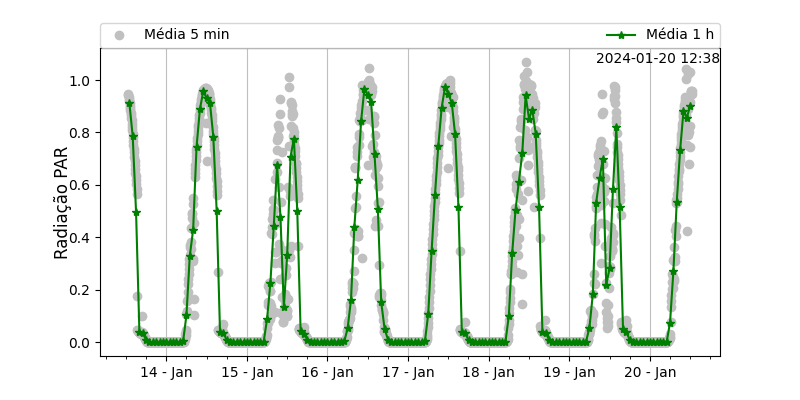 Média 5 min
Média 1 h
2024-01-20 12:38
Radiação PAR
1.0
0.8
0.6
0.4
0.2
0.0
14 - Jan
15 - Jan
16 - Jan
17 - Jan
18 - Jan
19 - Jan
20 - Jan